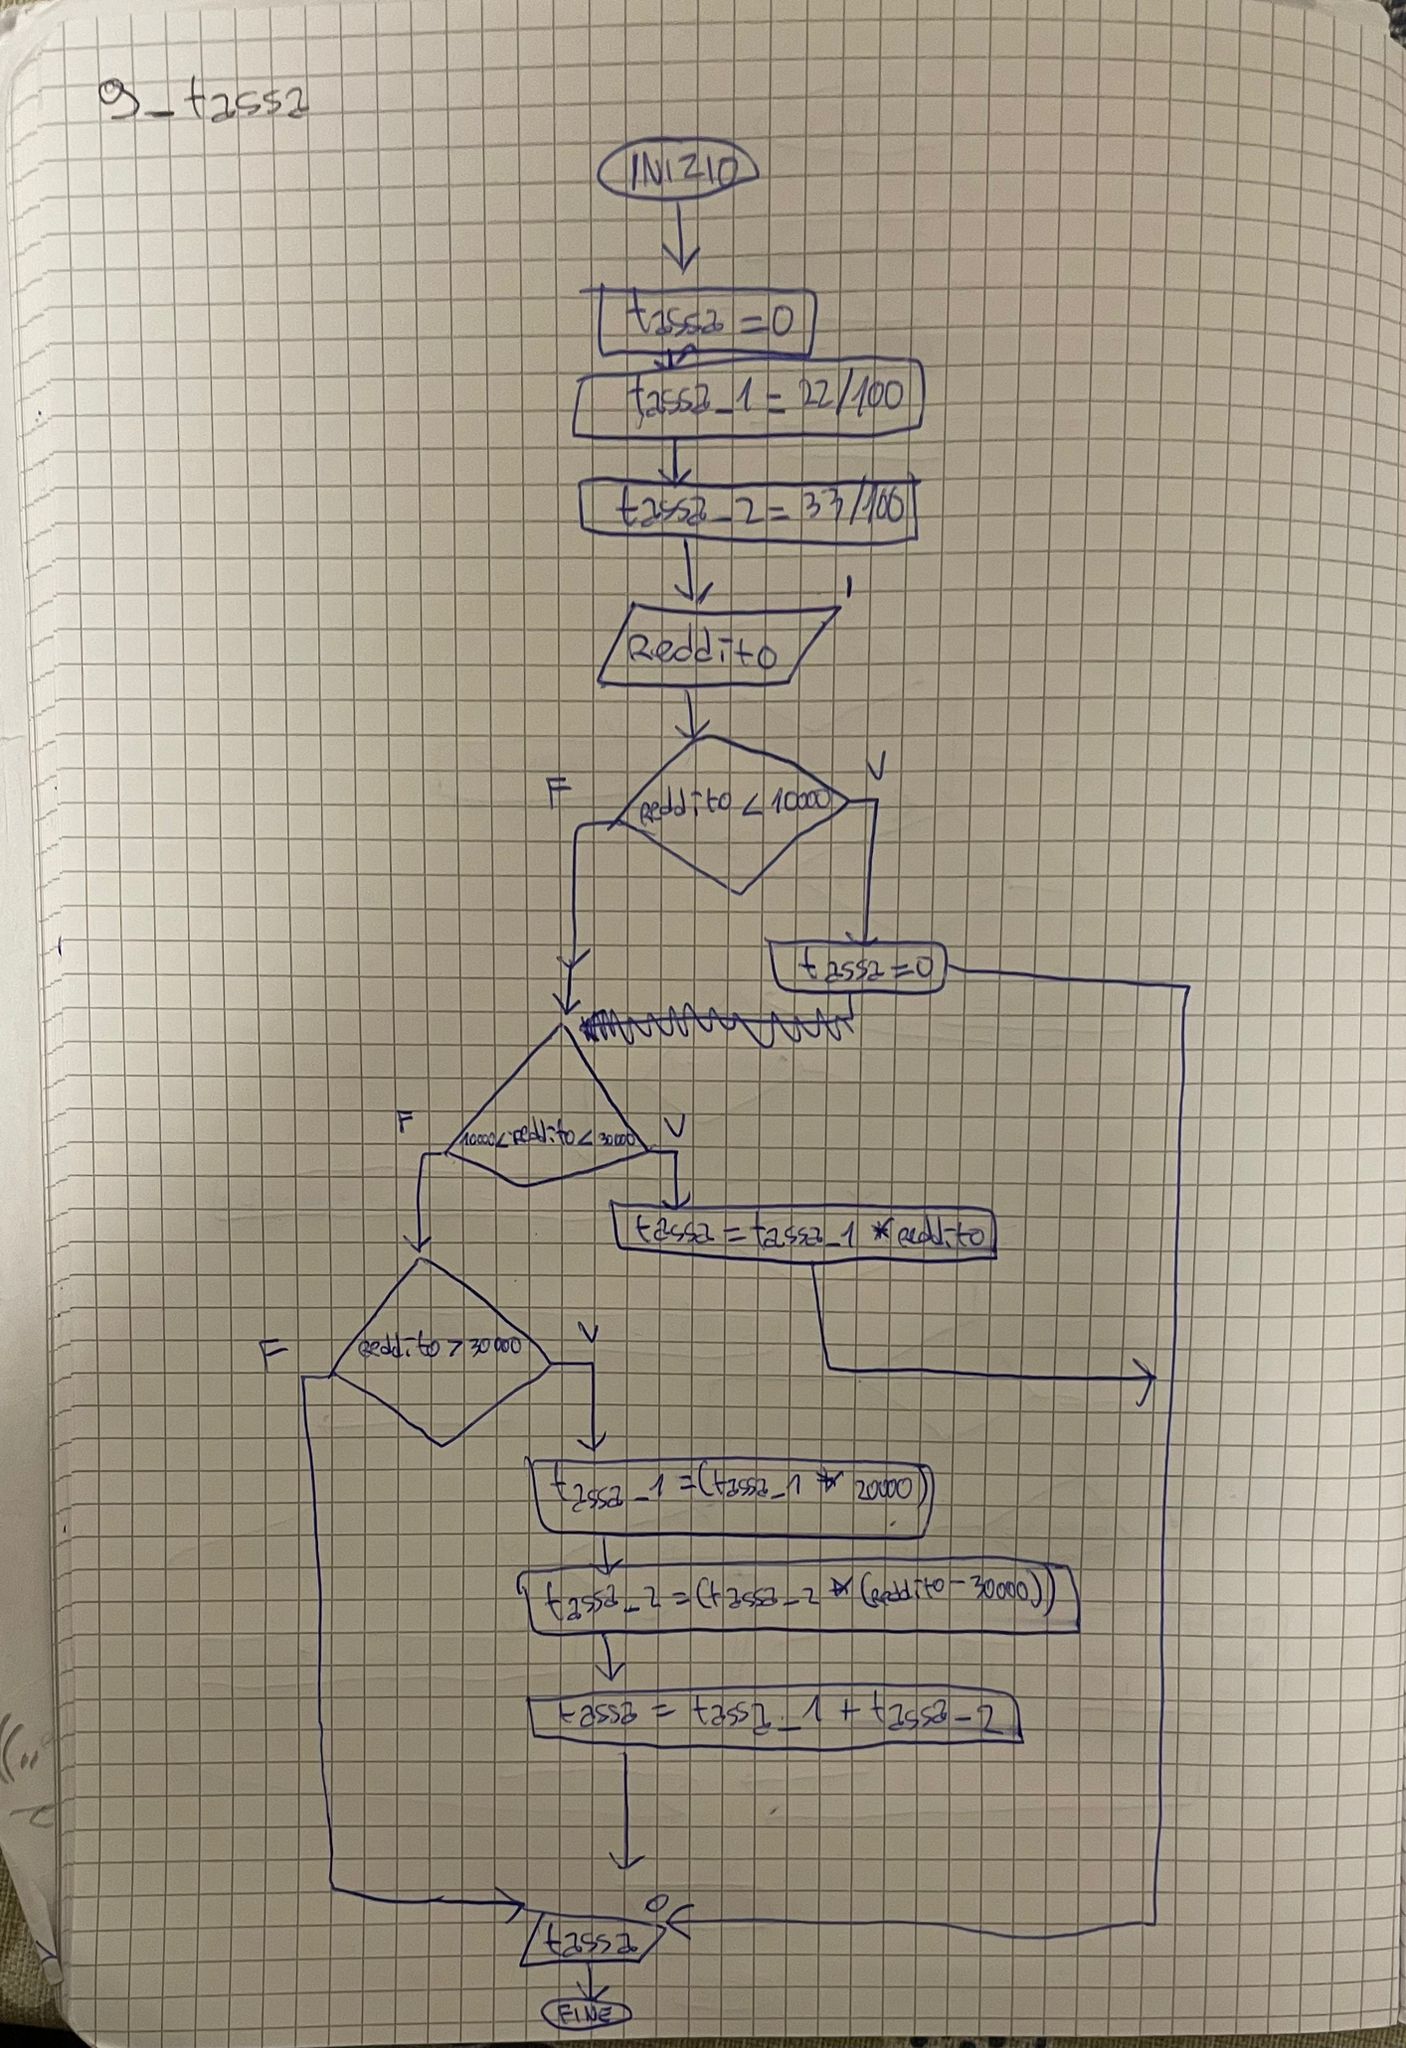 9_tassa
INIZIO
tassa = 0
tassa_1 = 22/100
tassa_2 = 33/100
I
Reddito
F
V
Reddito < 10000
tassa = 0
F
V
10000 < reddito < 30000
tassa = tassa_1 * reddito
F
V
Reddito > 30000
tassa_1 = (tassa_1 * 20000)
tassa_2 = (tassa_2 * (Reddito - 30000))
tassa = tassa_1 + tassa_2
O
tassa
FINE